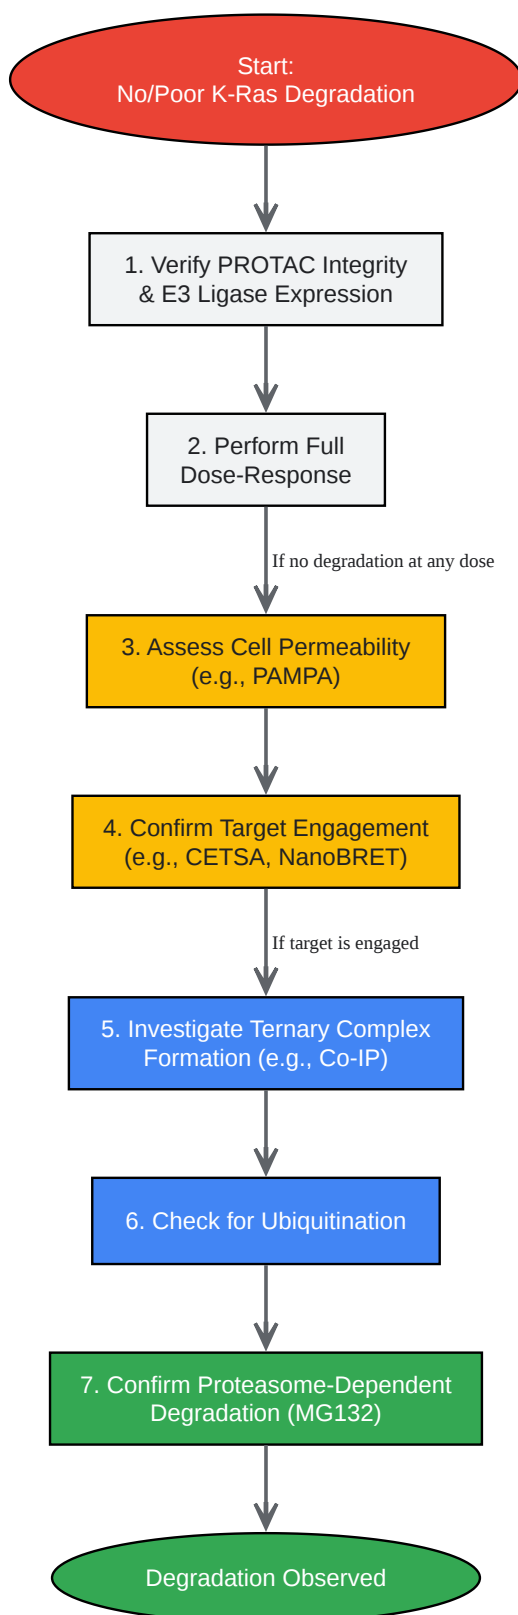 Start:
No/Poor K-Ras Degradation
1. Verify PROTAC Integrity
& E3 Ligase Expression
2. Perform Full
Dose-Response
If no degradation at any dose
3. Assess Cell Permeability
(e.g., PAMPA)
4. Confirm Target Engagement
(e.g., CETSA, NanoBRET)
If target is engaged
5. Investigate Ternary Complex
Formation (e.g., Co-IP)
6. Check for Ubiquitination
7. Confirm Proteasome-Dependent
Degradation (MG132)
Degradation Observed